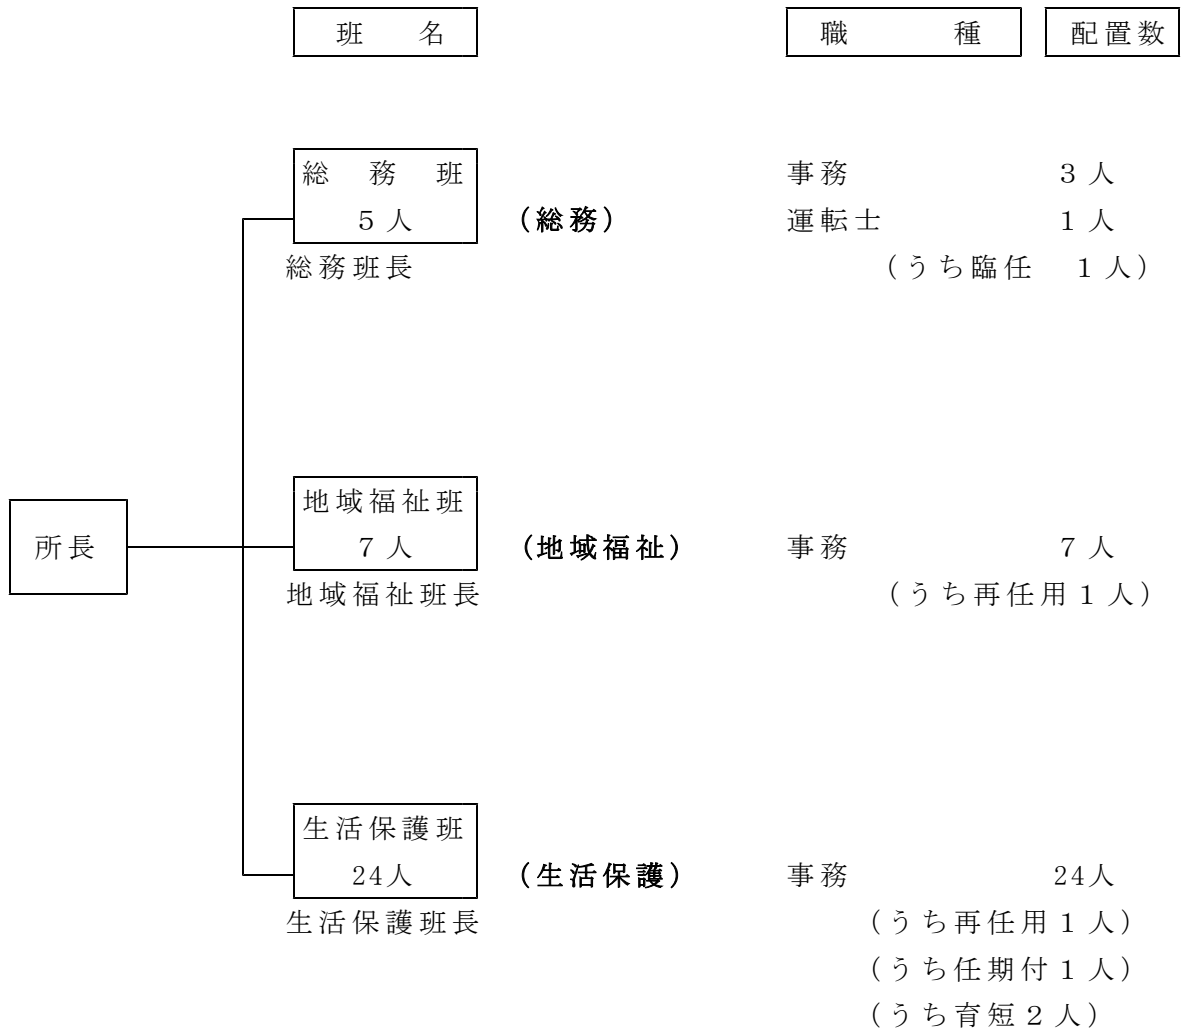 班　名　職　種　配置数
総　務　班　事務　３人
５人　（総務）　運転士　１人
総務班長　（うち臨任　１人）
地域福祉班
所長　７人　（地域福祉）　事務　７人
地域福祉班長　（うち再任用１人）
生活保護班
24人　（生活保護）　事務　24人
生活保護班長　（うち再任用１人）
（うち任期付１人）
（うち育短２人）